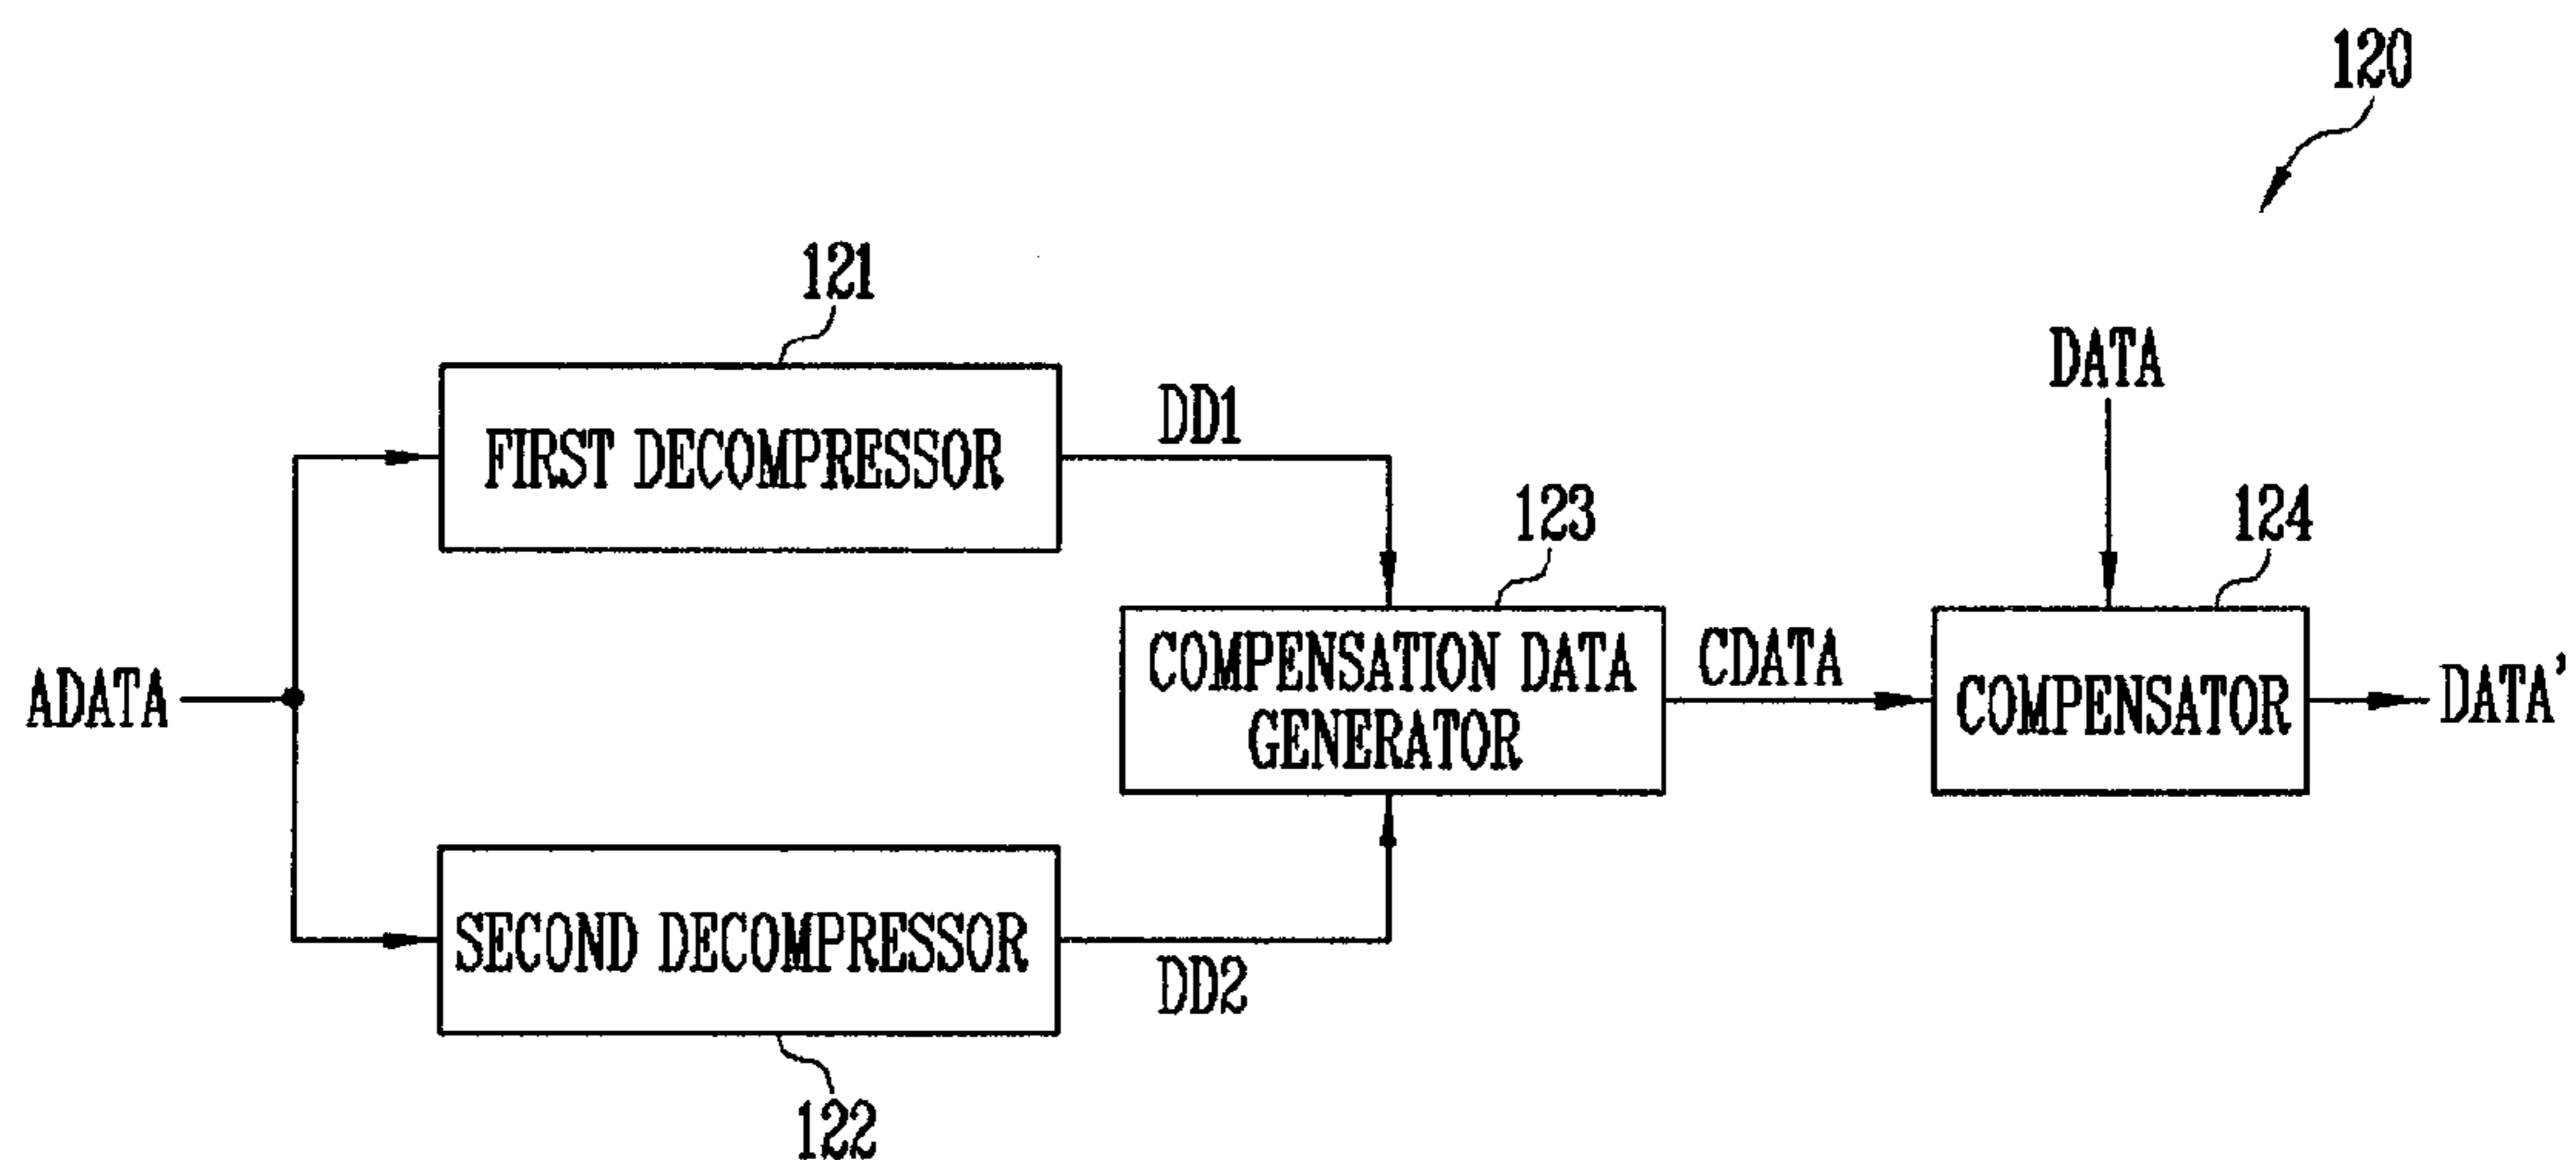 120
121
DATA
FIRST DECOMPRESSOR
DD1
123
124
ADATA
COMPENSATION DATA
GENERATOR
CDATA
COMPENSATOR
DATA'
SECOND DECOMPRESSOR
DD2
122